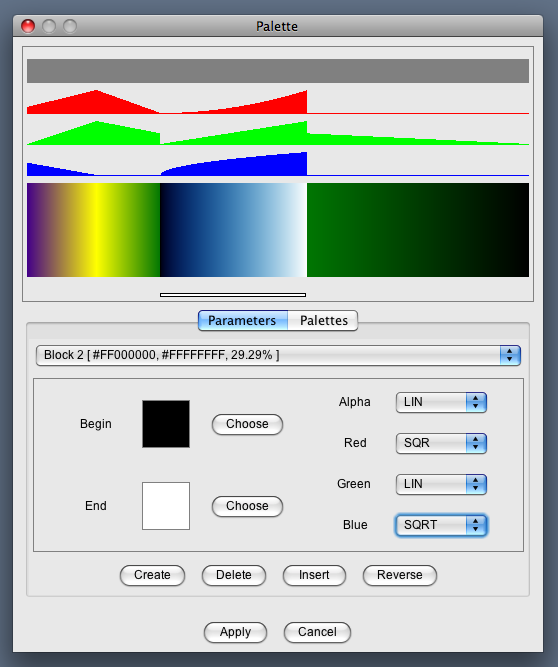 Palette
Parameters Palettes
Block 2 [ #FF000000, #FFFFFFFF, 29.29% ]
Begin Choose
End Choose
Alpha LIN
Red SQR
Green LIN
Blue SQRT
Create Delete Insert Reverse
Apply Cancel